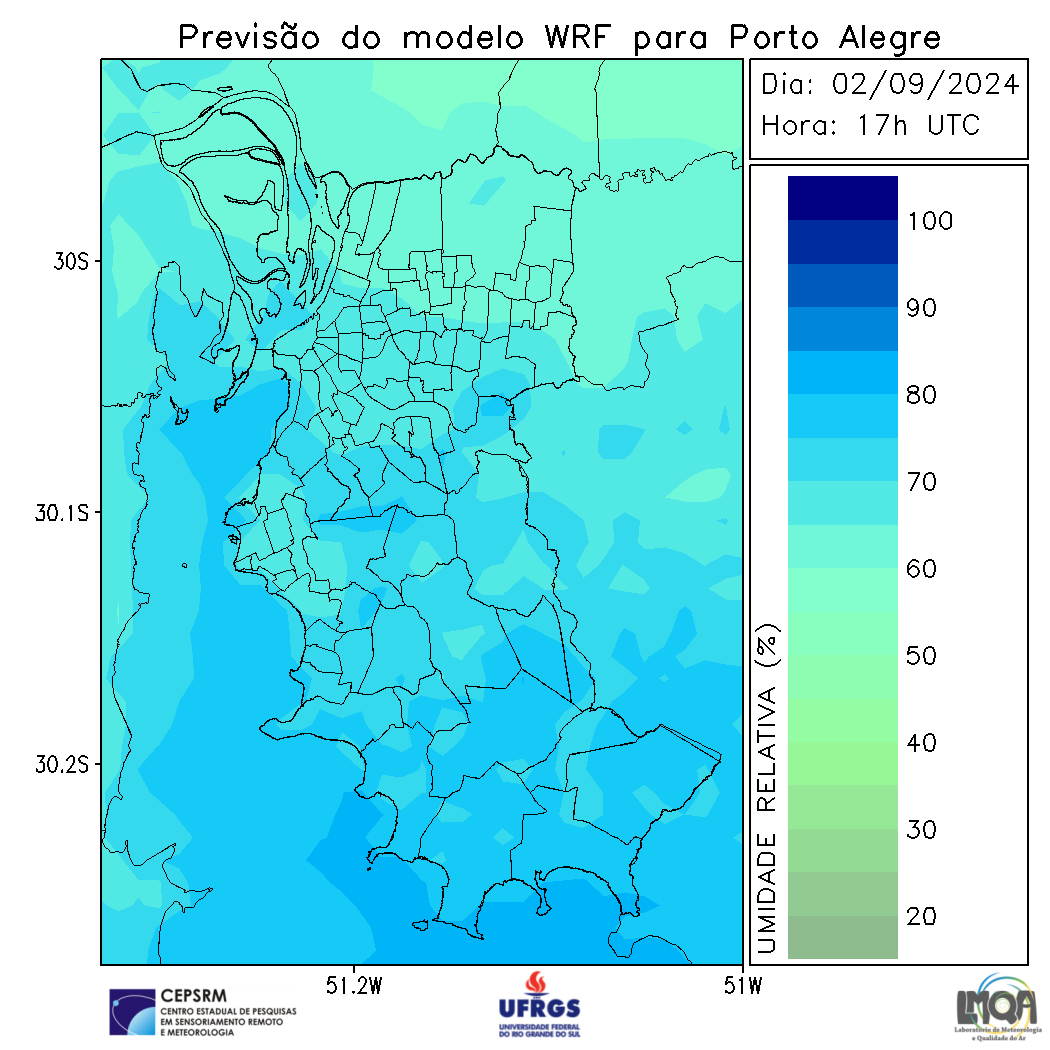 Previsão do modelo WRF para Porto Alegre
Dia: 02/09/2024
Hora: 17h UTC
30S
30.1S
30.2S
51.2W
51W
UMIDADE RELATIVA (%)
100
90
80
70
60
50
40
30
20
CEPSRM
CENTRO ESTADUAL DE PESQUISAS
EM SENSORIAMENTO REMOTO
E METEOROLOGIA
UFRGS
UNIVERSIDADE FEDERAL
DO RIO GRANDE DO SUL
LMQA
Laboratório de Meteorologia
e Qualidade do Ar